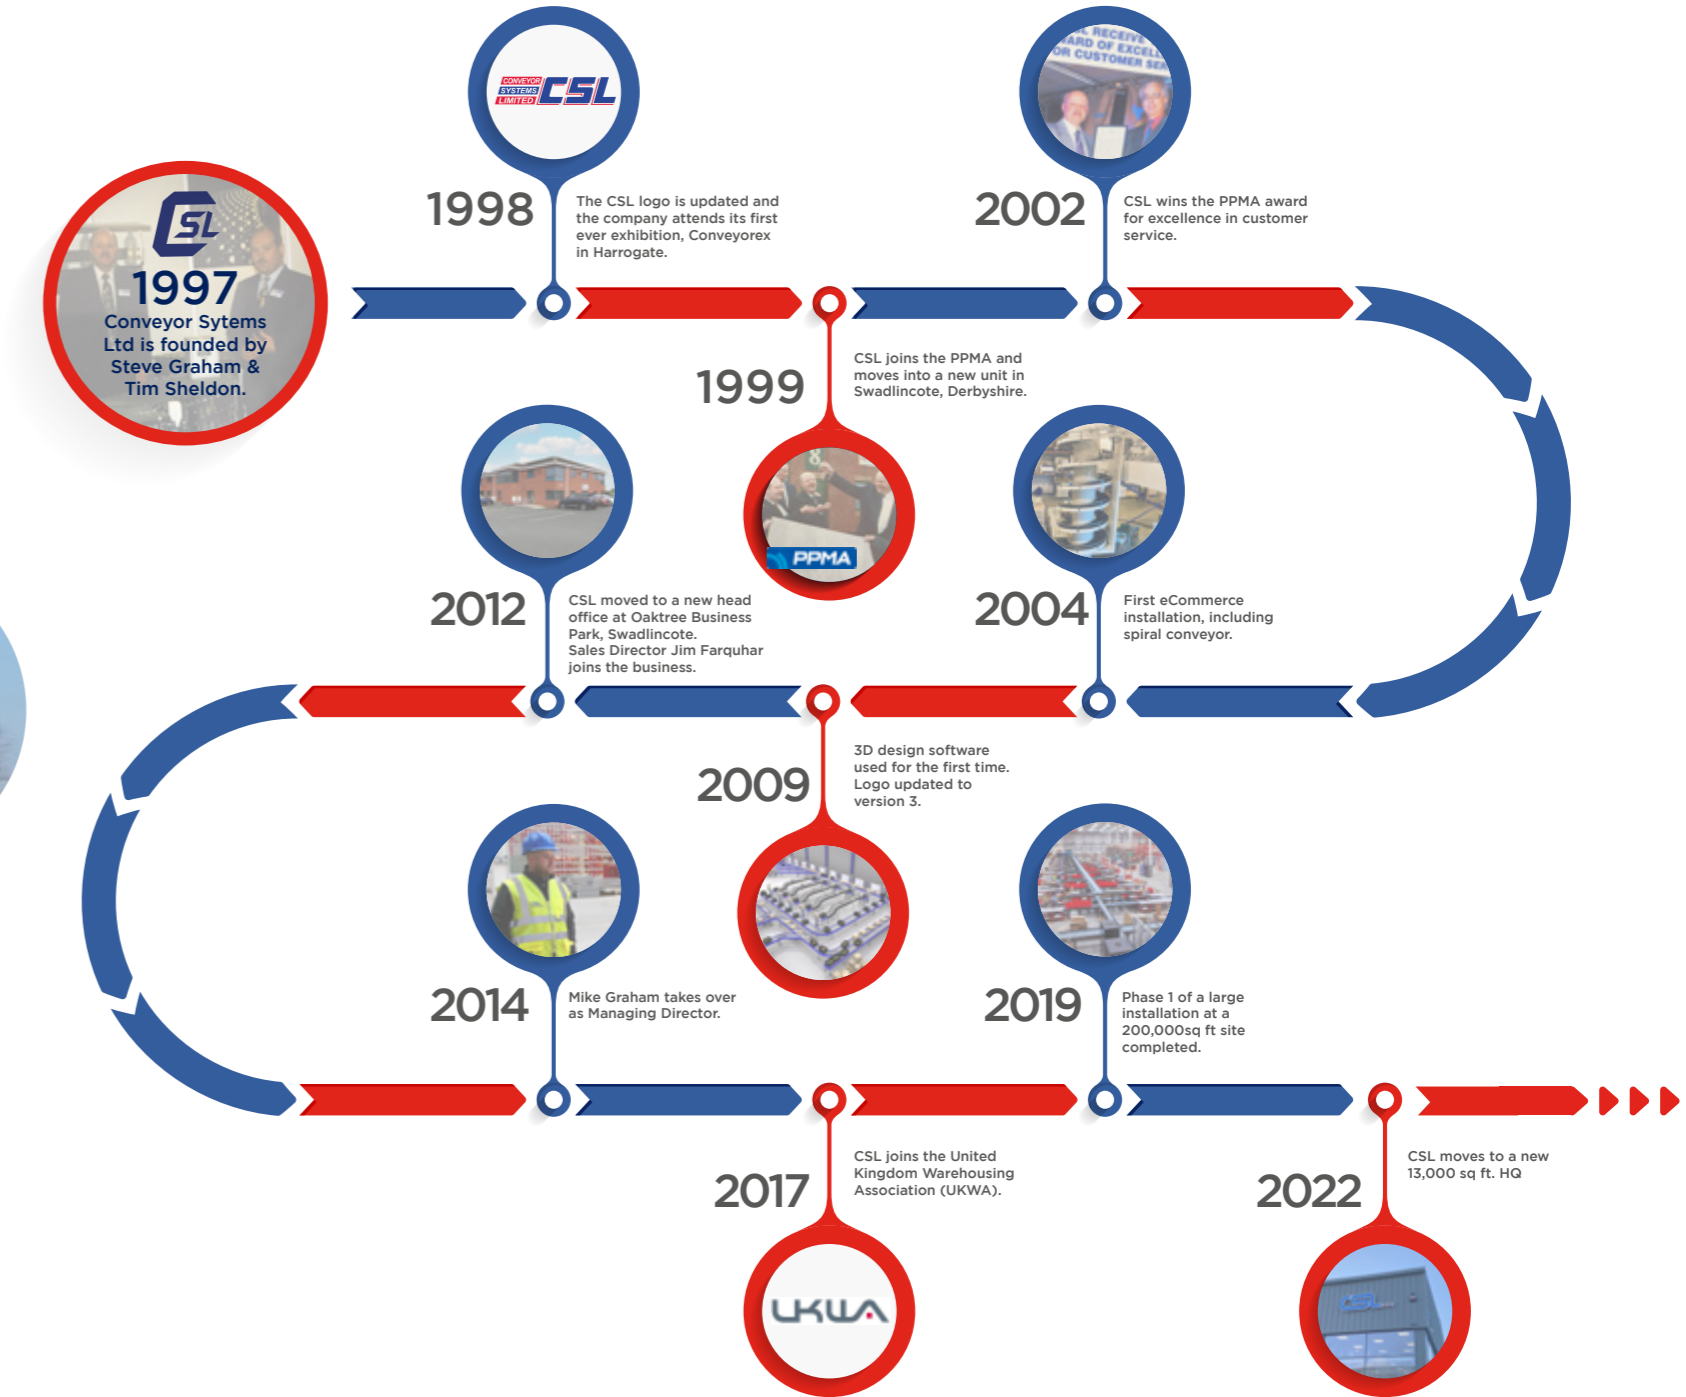 CSL
1997
Conveyor Sytems
Ltd is founded by
Steve Graham &
Tim Sheldon.
CONVEYOR
SYSTEMS
LIMITED
CSL
1998
The CSL logo is updated and
the company attends its first
ever exhibition, Conveyorex
in Harrogate.
1999
CSL joins the PPMA and
moves into a new unit in
Swadlincote, Derbyshire.
PPMA
RECEIVE
OF EXCELL
CUSTOMER
2002
CSL wins the PPMA award
for excellence in customer
service.
2004
First eCommerce
installation, including
spiral conveyor.
2009
3D design software
used for the first time.
Logo updated to
version 3.
2012
CSL moved to a new head
office at Oaktree Business
Park, Swadlincote.
Sales Director Jim Farquhar
joins the business.
2014
Mike Graham takes over
as Managing Director.
2017
CSL joins the United
Kingdom Warehousing
Association (UKWA).
UKWA
2019
Phase 1 of a large
installation at a
200,000sq ft site
completed.
2022
CSL moves to a new
13,000 sq ft. HQ
CSL